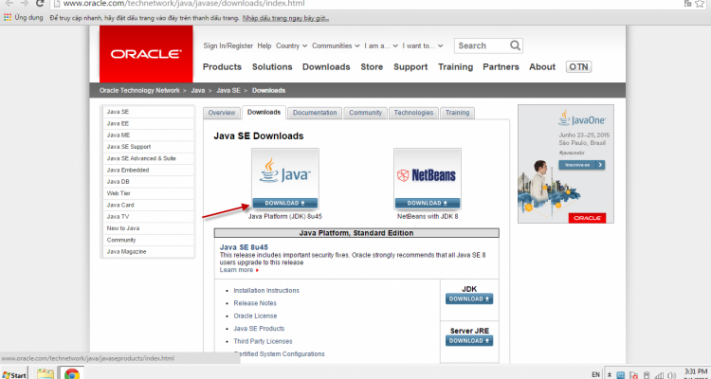 www.oracle.com/technetwork/java/javase/downloads/index.html
Ứng dụng Để truy cập nhanh, hãy đặt dấu trang vào đây trên thanh dấu trang. Nhập dấu trang ngay bây giờ...
ORACLE
Sign In/Register Help Country Communities I am a... I want to... Search
Products Solutions Downloads Store Support Training Partners About OTN
Oracle Technology Network > Java > Java SE > Downloads
Java SE
Java EE
Java ME
Java SE Support
Java SE Advanced & Suite
Java Embedded
Java DB
Web Tier
Java Card
Java TV
New to Java
Community
Java Magazine
Overview Downloads Documentation Community Technologies Training
Java SE Downloads
Java
DOWNLOAD
Java Platform (JDK) 8u45
NetBeans
DOWNLOAD
NetBeans with JDK 8
Java Platform, Standard Edition
Java SE 8u45
This release includes important security fixes. Oracle strongly recommends that all Java SE 8
users upgrade to this release
Learn more
Installation Instructions
Release Notes
Oracle License
Java SE Products
Third Party Licenses
Certified System Configurations
JDK
DOWNLOAD
Server JRE
DOWNLOAD
JavaOne
Junho 23–25, 2015
São Paulo, Brasil
ORACLE
www.oracle.com/technetwork/java/javaseproducts/index.html
Start
EN
3:31 PM